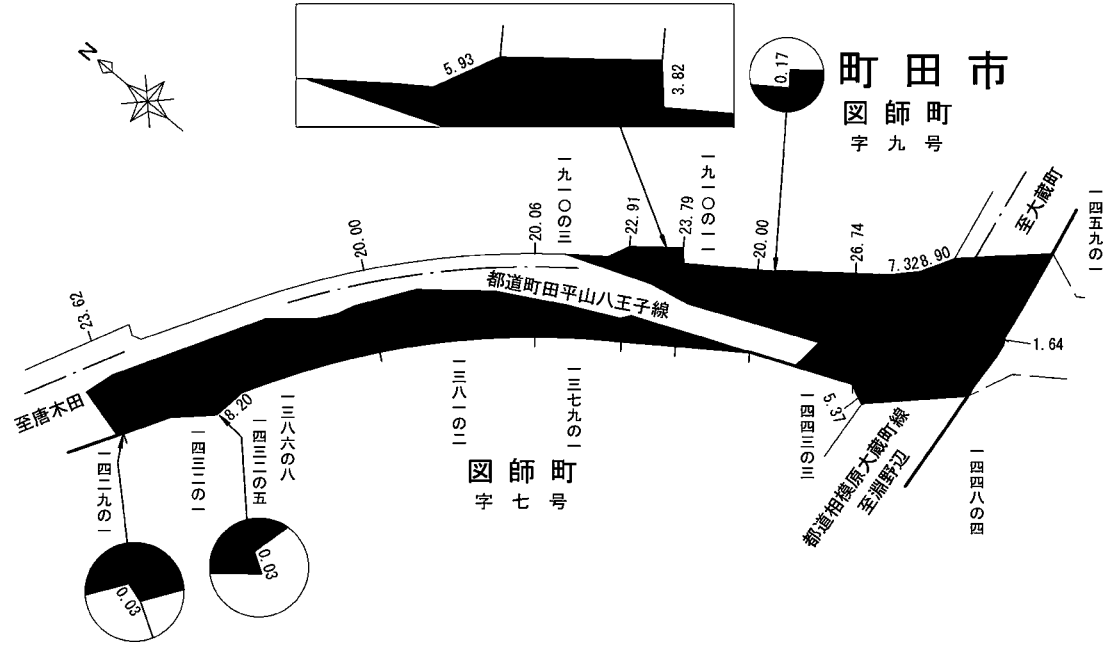 N
5.93
3.82
0.17
町田市
図師町
字九号
一九一〇の三
一九一〇の一一
一四五九の一
至大蔵町
23.62
20.00
20.06
22.91
23.79
20.00
26.74
7.32
8.90
都道町田平山八王子線
1.64
至唐木田
8.20
5.37
一四二九の一
一四三二の一
一四三二の五
一三八六の八
一三八一の二
一三七九の一
一四四三の三
一四四八の四
図師町
字七号
都道相模原大蔵町線
至淵野辺
0.03
0.03